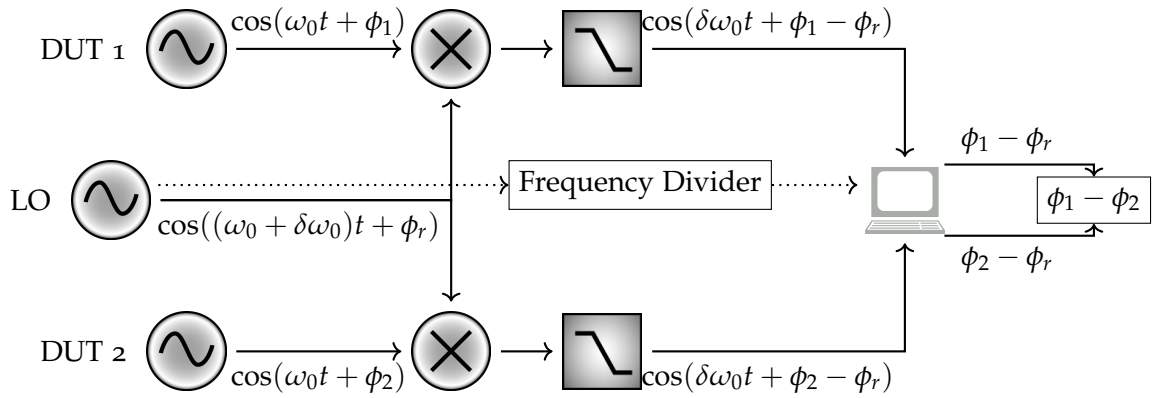 cos(ω₀t + ϕ₁)
cos(δω₀t + ϕ₁ − ϕᵣ)
DUT 1
ϕ₁ − ϕᵣ
Frequency Divider
LO
ϕ₁ − ϕ₂
cos((ω₀ + δω₀)t + ϕᵣ)
ϕ₂ − ϕᵣ
DUT 2
cos(ω₀t + ϕ₂)
cos(δω₀t + ϕ₂ − ϕᵣ)